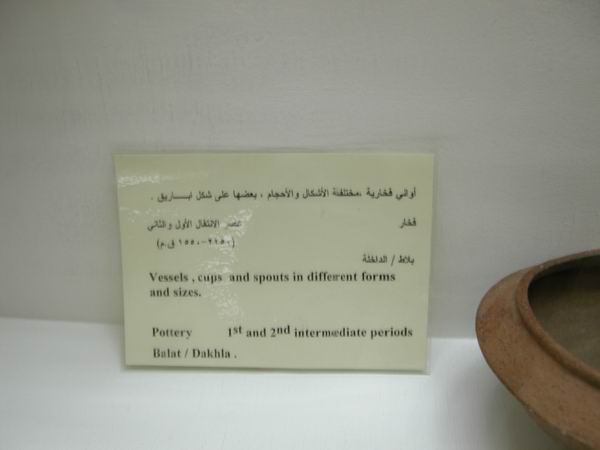 أواني فخارية ،مختلفة الأشكال والأحجام ، بعضها على شكل ابـــاريق .
فخار عصر الانتقال الأول والثاني
(٢٢٥٠-١٥٥٠ ق.م)
بلاط / الداخلة
Vessels , cups and spouts in different forms
and sizes.
Pottery 1st and 2nd intermediate periods
Balat / Dakhla .